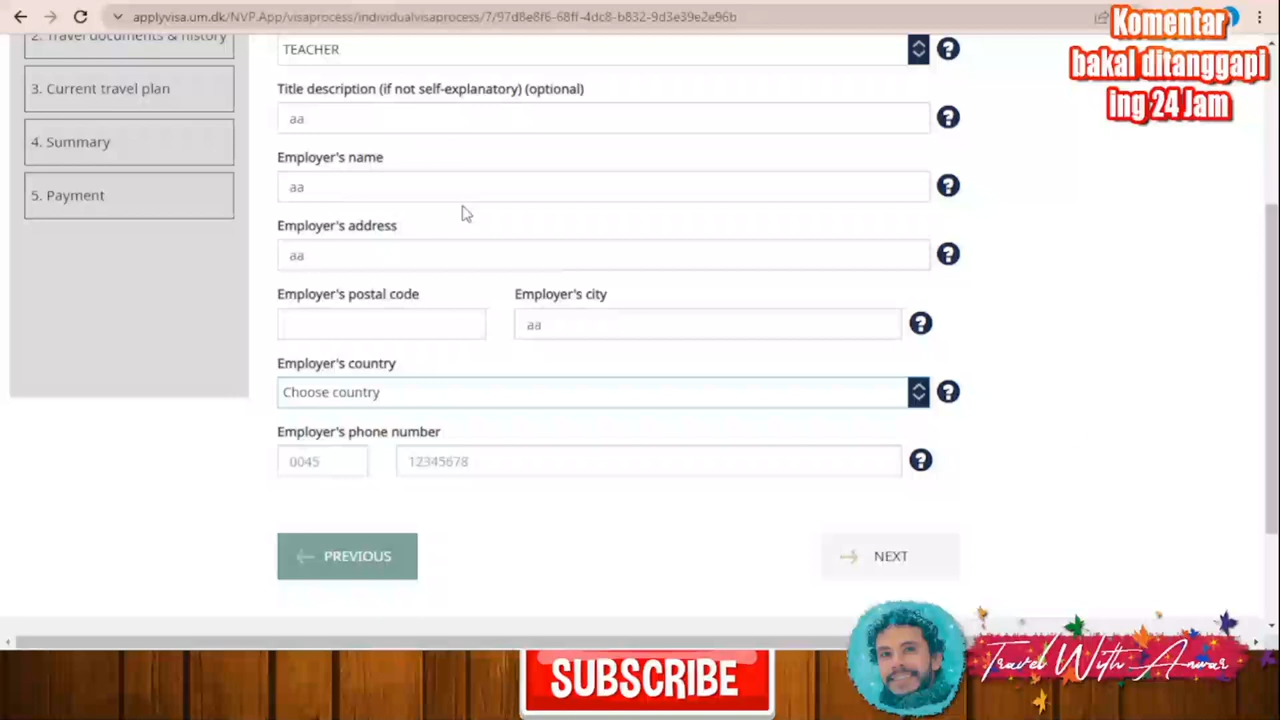 applyvisa.um.dk/NVP.App/visaprocess/individualvisaprocess/7/97d8e8f6-68ff-4dc8-b832-9d3e39e2e96b
Komentar
bakal ditanggapi
ing 24 Jam
2. Travel documents & history
3. Current travel plan
4. Summary
5. Payment
TEACHER
?
Title description (if not self-explanatory) (optional)
aa
?
Employer's name
aa
?
Employer's address
aa
?
Employer's postal code
Employer's city
aa
?
Employer's country
Choose country
?
Employer's phone number
0045
12345678
?
← PREVIOUS
→ NEXT
SUBSCRIBE
Travel With Anwar